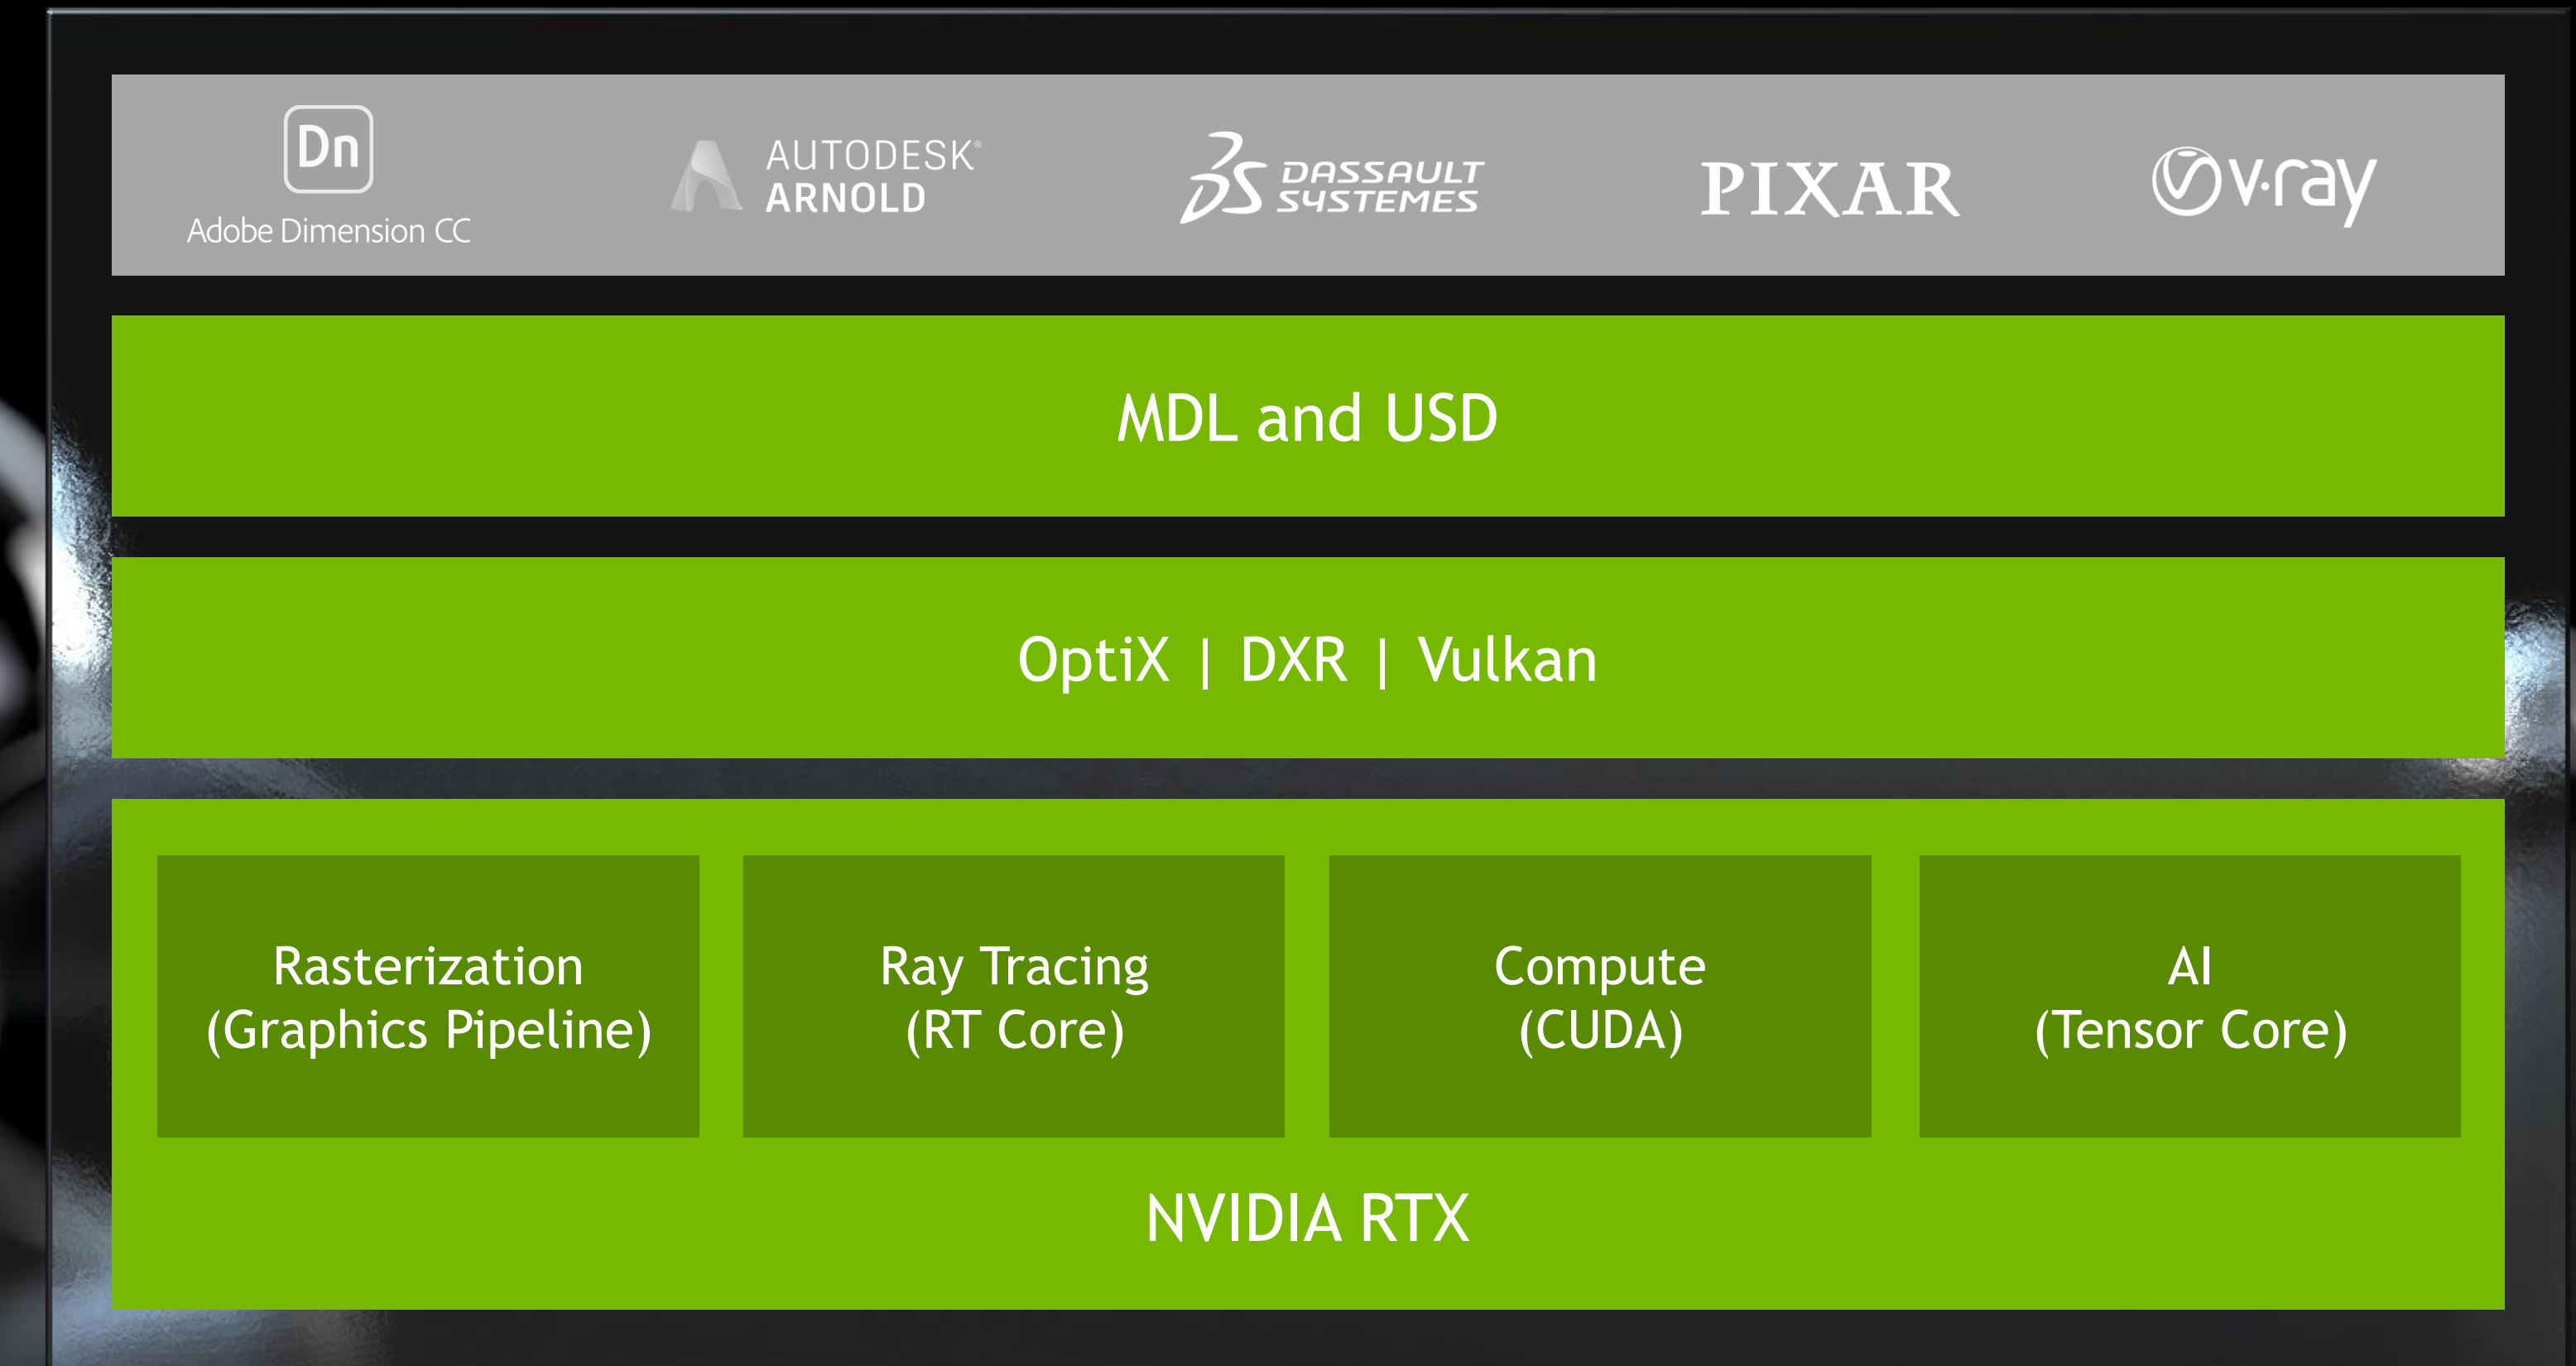 Dn
Adobe Dimension CC
AUTODESK®
ARNOLD
3S DASSAULT
SYSTEMES
PIXAR
v·ray
MDL and USD
OptiX | DXR | Vulkan
Rasterization
(Graphics Pipeline)
Ray Tracing
(RT Core)
Compute
(CUDA)
AI
(Tensor Core)
NVIDIA RTX